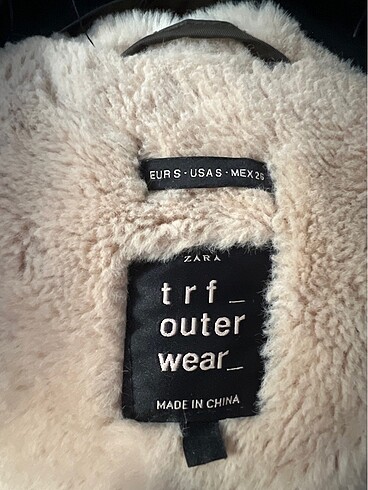 EUR S · USA S · MEX 26
ZARA
trf_
outer
wear_
MADE IN CHINA